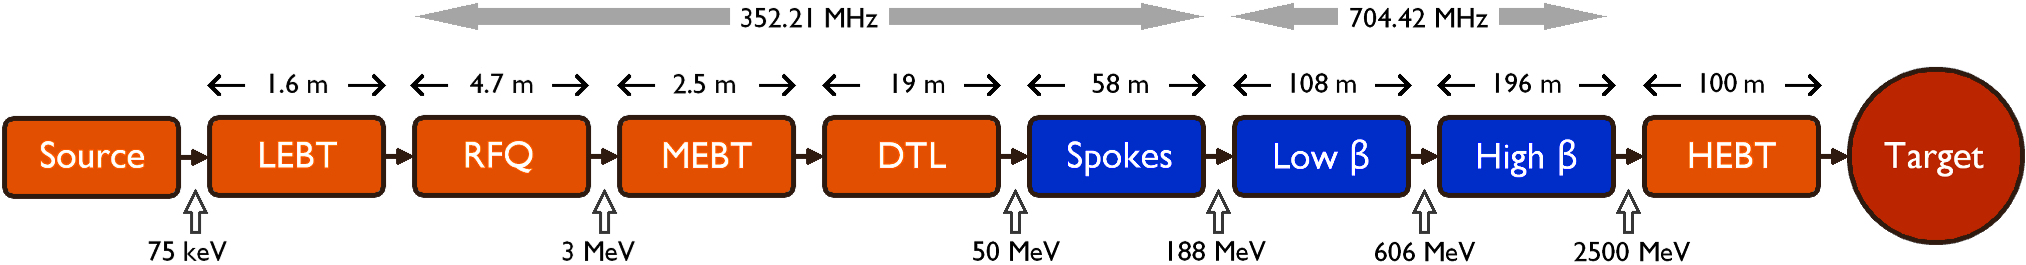 352.21 MHz 704.42 MHz
1.6 m 4.7 m 2.5 m 19 m 58 m 108 m 196 m 100 m
Source LEBT RFQ MEBT DTL Spokes Low β High β HEBT Target
75 keV 3 MeV 50 MeV 188 MeV 606 MeV 2500 MeV